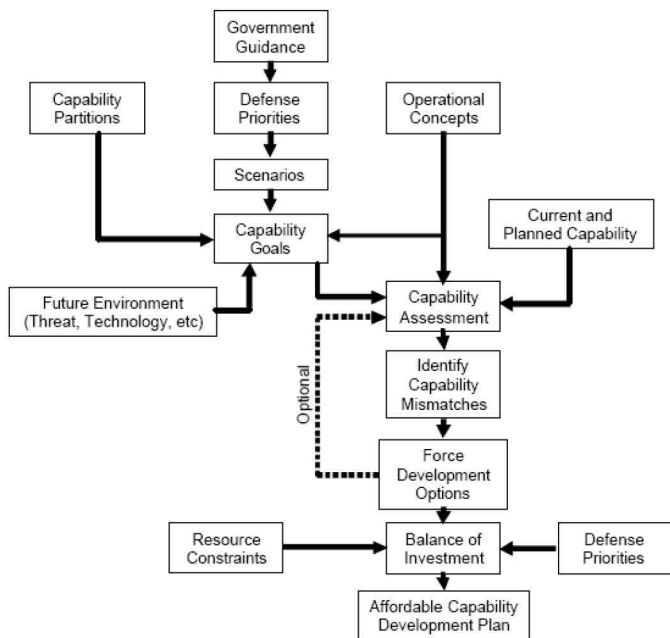 Government
Guidance
Capability
Partitions
Defense
Priorities
Operational
Concepts
Scenarios
Capability
Goals
Current and
Planned Capability
Future Environment
(Threat, Technology, etc)
Capability
Assessment
Optional
Identify
Capability
Mismatches
Force
Development
Options
Resource
Constraints
Balance of
Investment
Defense
Priorities
Affordable Capability
Development Plan